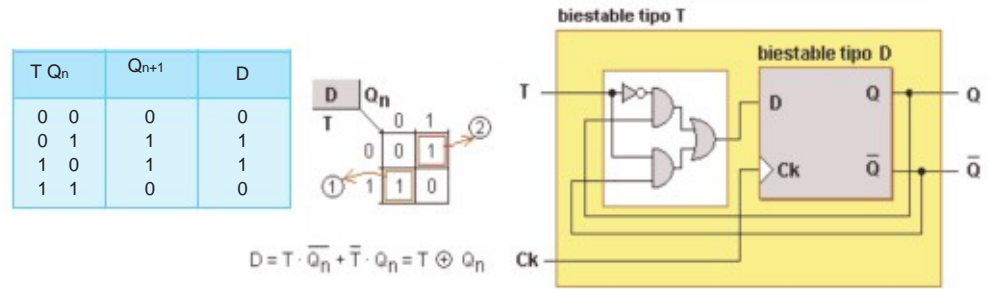 T Qn Qn+1 D
0 0 0 0
0 1 1 1
1 0 1 1
1 1 0 0
D Qn
T 0 1
0 0 1 2
1 1 1 0
D = T · Q̅n̅ + T̅ · Qn = T ⊕ Qn
biestable tipo T
biestable tipo D
T
D Q Q
Ck Q̅ Q̅
Ck